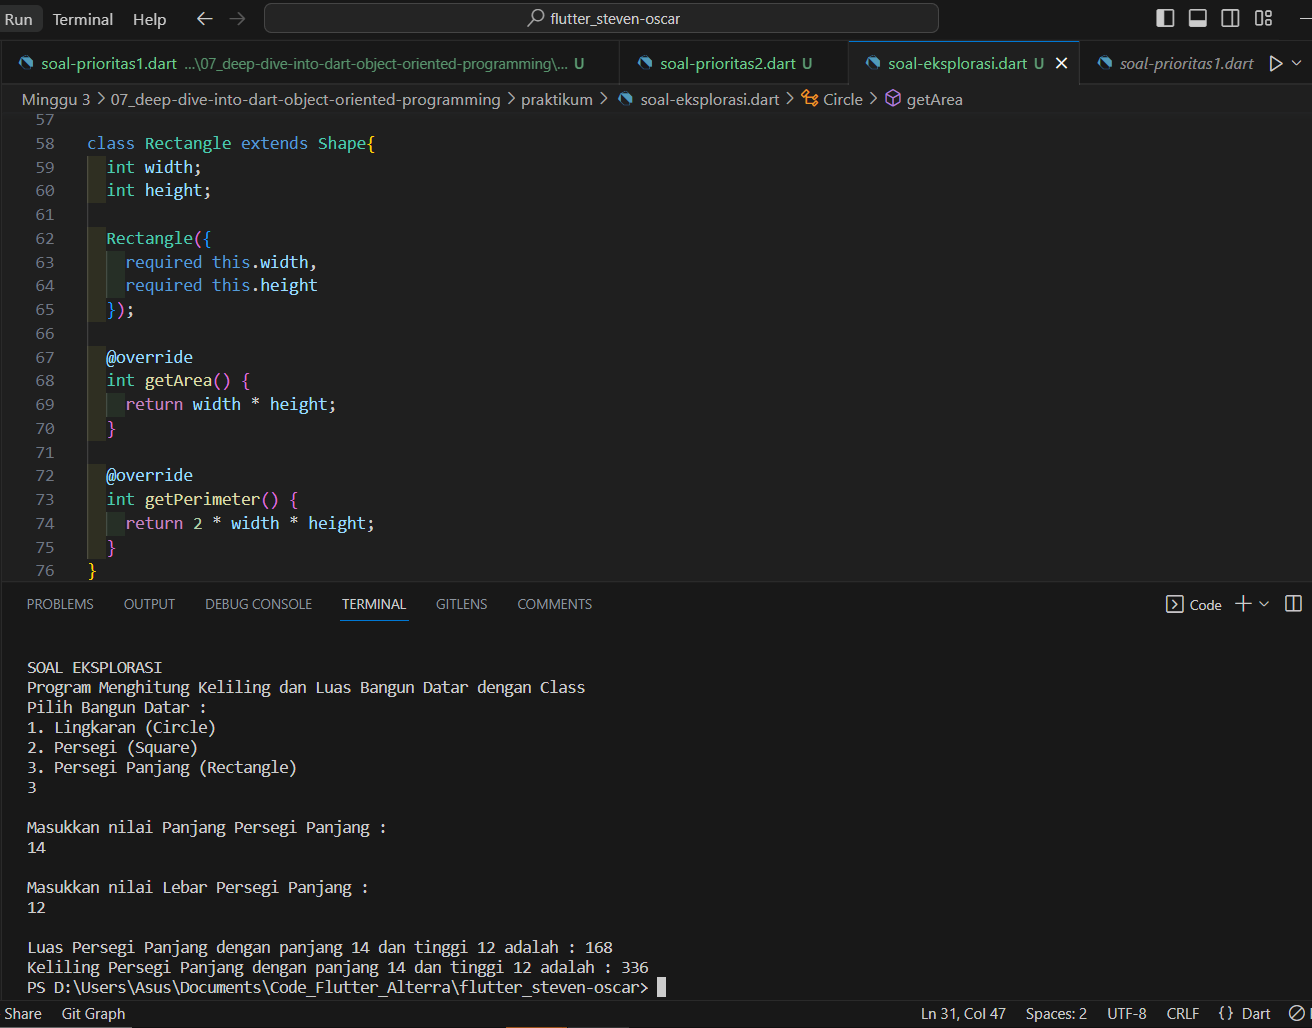 Run Terminal Help ← → flutter_steven-oscar
soal-prioritas1.dart ...\07_deep-dive-into-dart-object-oriented-programming\... U soal-prioritas2.dart U soal-eksplorasi.dart U soal-prioritas1.dart
Minggu 3 > 07_deep-dive-into-dart-object-oriented-programming > praktikum > soal-eksplorasi.dart > Circle > getArea
57
58 class Rectangle extends Shape{
59 int width;
60 int height;
61
62 Rectangle({
63 required this.width,
64 required this.height
65 });
66
67 @override
68 int getArea() {
69 return width * height;
70 }
71
72 @override
73 int getPerimeter() {
74 return 2 * width * height;
75 }
76 }
PROBLEMS OUTPUT DEBUG CONSOLE TERMINAL GITLENS COMMENTS Code
SOAL EKSPLORASI
Program Menghitung Keliling dan Luas Bangun Datar dengan Class
Pilih Bangun Datar :
1. Lingkaran (Circle)
2. Persegi (Square)
3. Persegi Panjang (Rectangle)
3
Masukkan nilai Panjang Persegi Panjang :
14
Masukkan nilai Lebar Persegi Panjang :
12
Luas Persegi Panjang dengan panjang 14 dan tinggi 12 adalah : 168
Keliling Persegi Panjang dengan panjang 14 dan tinggi 12 adalah : 336
PS D:\Users\Asus\Documents\Code_Flutter_Alterra\flutter_steven-oscar>
Share Git Graph Ln 31, Col 47 Spaces: 2 UTF-8 CRLF {} Dart